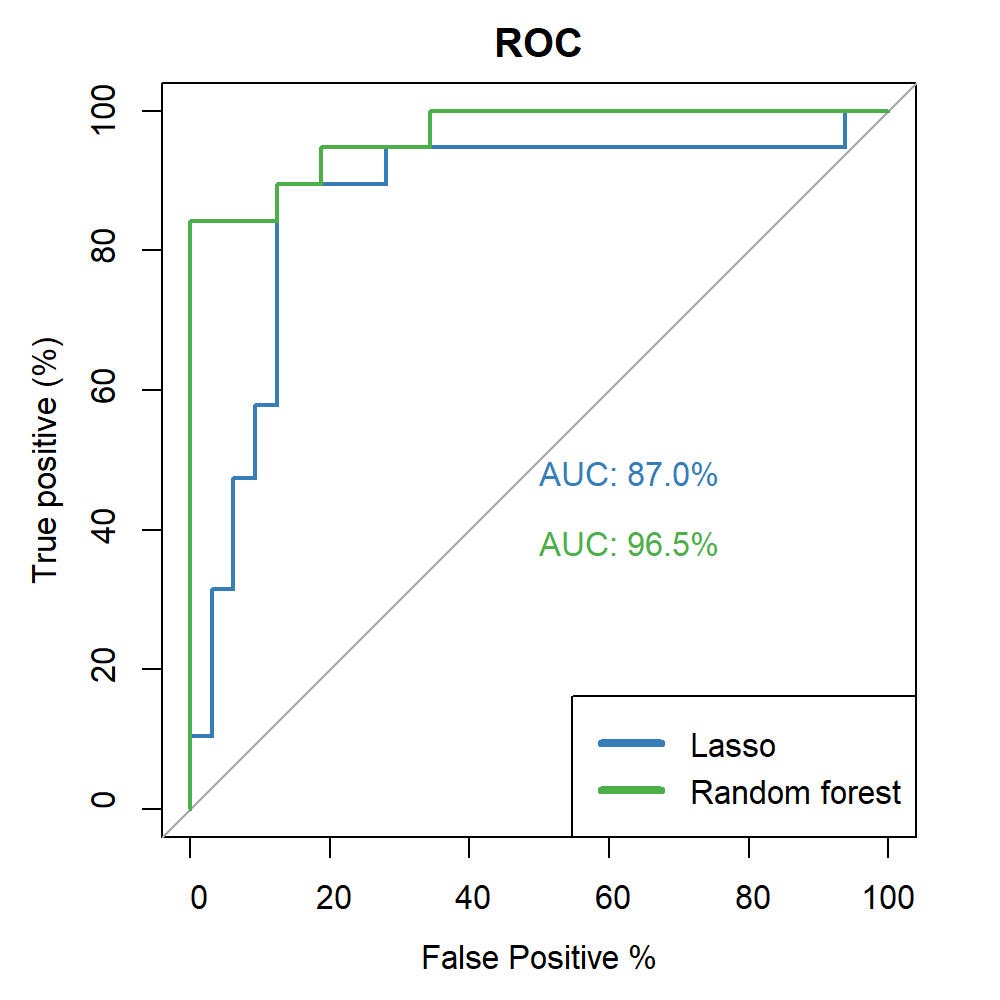 ROC
True positive (%)
100
80
60
40
20
0
AUC: 87.0%
AUC: 96.5%
Lasso
Random forest
0 20 40 60 80 100
False Positive %